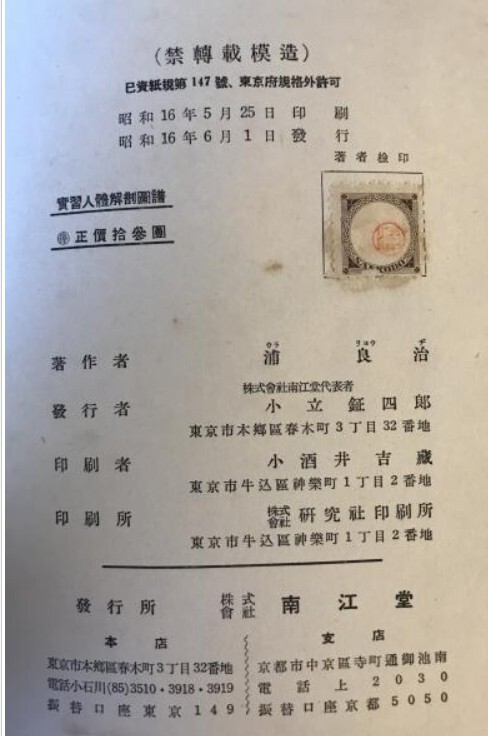 (禁轉載模造)
已資紙規第147號、東京府規格外許可
昭和16年5月25日 印刷
昭和16年6月1日 發行
著者檢印
實習人體解剖圖譜
正價拾參圓
NANKODO
著作者 浦良治
ウラ リョウ ヂ
株式會社南江堂代表者
發行者 小立鉦四郎
東京市本鄉區春木町3丁目32番地
印刷者 小酒井吉藏
東京市牛込區神樂町1丁目2番地
印刷所 株式會社 研究社印刷所
東京市牛込區神樂町1丁目2番地
發行所 株式會社 南江堂
本店
東京市本鄉區春木町3丁目32番地
電話小石川(85)3510・3918・3919
振替口座東京149
支店
京都市中京區寺町通御池南
電話上2030
振替口座京都5050